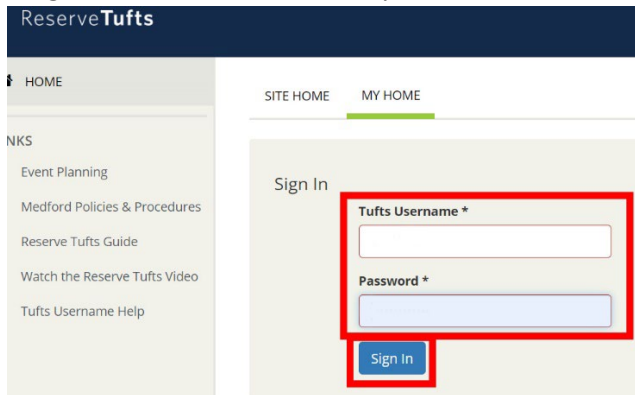 ReserveTufts
HOME
SITE HOME MY HOME
NKS
Event Planning
Medford Policies & Procedures
Reserve Tufts Guide
Watch the Reserve Tufts Video
Tufts Username Help
Sign In
Tufts Username *
Password *
Sign In